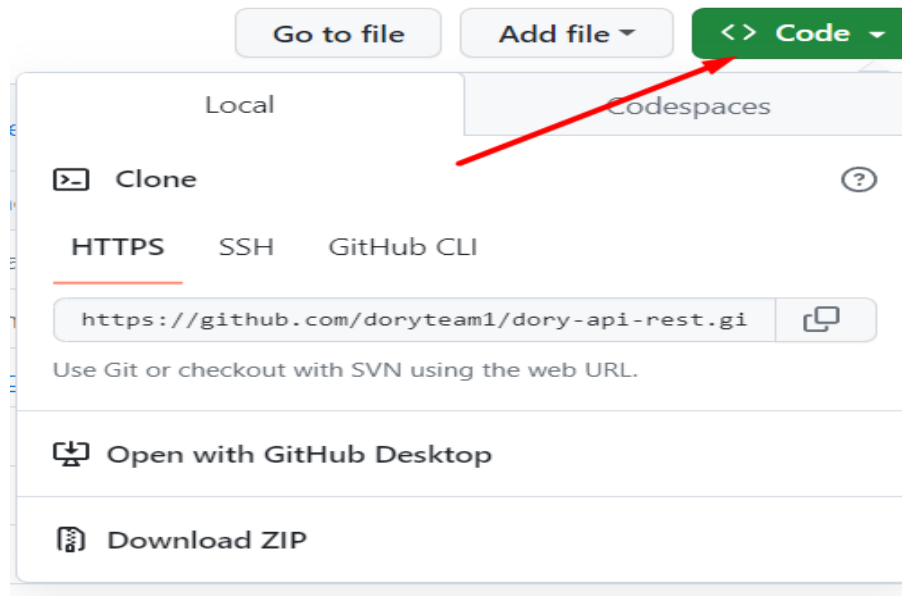 Go to file Add file <> Code
Local Codespaces
Clone
HTTPS SSH GitHub CLI
https://github.com/doryteam1/dory-api-rest.gi
Use Git or checkout with SVN using the web URL.
Open with GitHub Desktop
Download ZIP